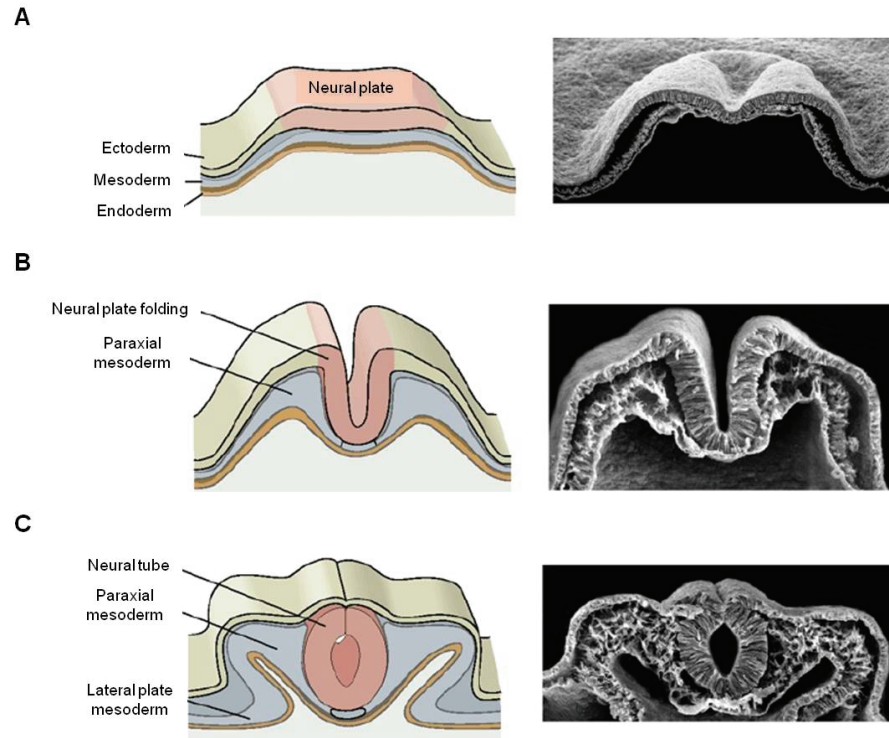 A
Neural plate
Ectoderm
Mesoderm
Endoderm
B
Neural plate folding
Paraxial
mesoderm
C
Neural tube
Paraxial
mesoderm
Lateral plate
mesoderm